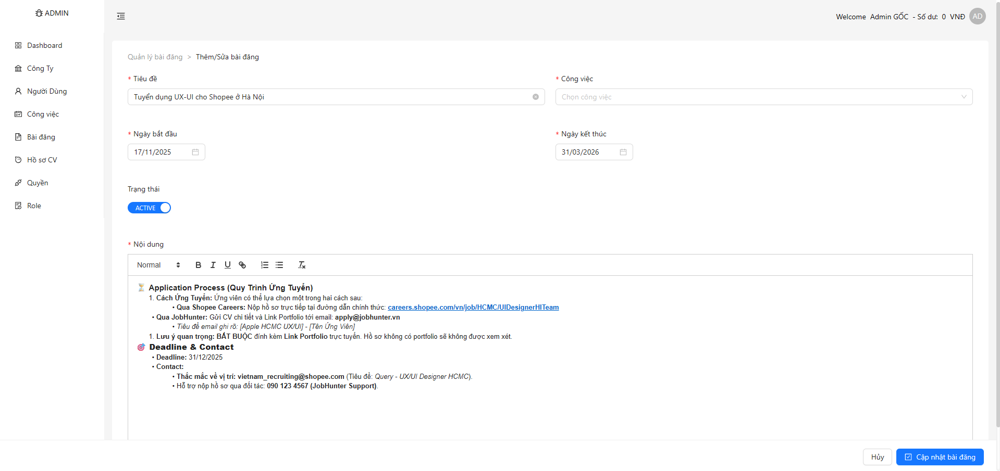 ADMIN
Welcome Admin GỐC - Số dư: 0 VNĐ
AD
Dashboard
Công Ty
Người Dùng
Công việc
Bài đăng
Hồ sơ CV
Quyền
Role
Quản lý bài đăng > Thêm/Sửa bài đăng
* Tiêu đề
Tuyển dụng UX-UI cho Shopee ở Hà Nội
* Công việc
Chọn công việc
* Ngày bắt đầu
17/11/2025
* Ngày kết thúc
31/03/2026
Trạng thái
ACTIVE
* Nội dung
Normal
⏳ Application Process (Quy Trình Ứng Tuyển)
1. Cách Ứng Tuyển: Ứng viên có thể lựa chọn một trong hai cách sau:
• Qua Shopee Careers: Nộp hồ sơ trực tiếp tại đường dẫn chính thức: careers.shopee.com/vn/job/HCMC/UIDesignerHITeam
• Qua JobHunter: Gửi CV chi tiết và Link Portfolio tới email: apply@jobhunter.vn
• Tiêu đề email ghi rõ: [Apple HCMC UX/UI] - [Tên Ứng Viên]
1. Lưu ý quan trọng: BẮT BUỘC đính kèm Link Portfolio trực tuyến. Hồ sơ không có portfolio sẽ không được xem xét.
🎯 Deadline & Contact
• Deadline: 31/12/2025
• Contact:
• Thắc mắc về vị trí: vietnam_recruiting@shopee.com (Tiêu đề: Query - UX/UI Designer HCMC).
• Hỗ trợ nộp hồ sơ qua đối tác: 090 123 4567 (JobHunter Support).
Hủy
Cập nhật bài đăng